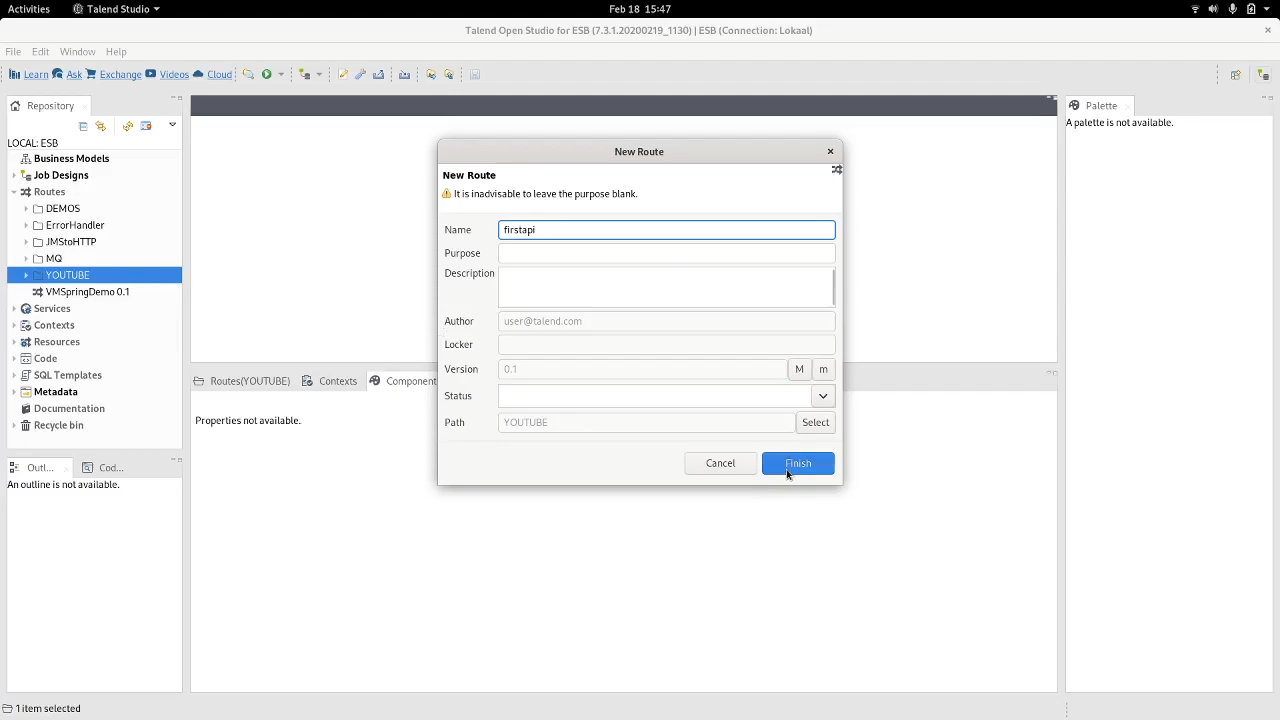 Activities
Talend Studio
Feb 18 15:47
Talend Open Studio for ESB (7.3.1.20200219_1130) | ESB (Connection: Lokaal)
File Edit Window Help
Learn Ask Exchange Videos Cloud
Repository
LOCAL: ESB
Business Models
Job Designs
Routes
DEMOS
ErrorHandler
JMStoHTTP
MQ
YOUTUBE
VMSpringDemo 0.1
Services
Contexts
Resources
Code
SQL Templates
Metadata
Documentation
Recycle bin
Outl... Cod...
An outline is not available.
New Route
New Route
It is inadvisable to leave the purpose blank.
Name firstapi
Purpose
Description
Author user@talend.com
Locker
Version 0.1 M m
Status
Path YOUTUBE Select
Cancel Finish
Routes(YOUTUBE) Contexts Component
Properties not available.
Palette
A palette is not available.
1 item selected